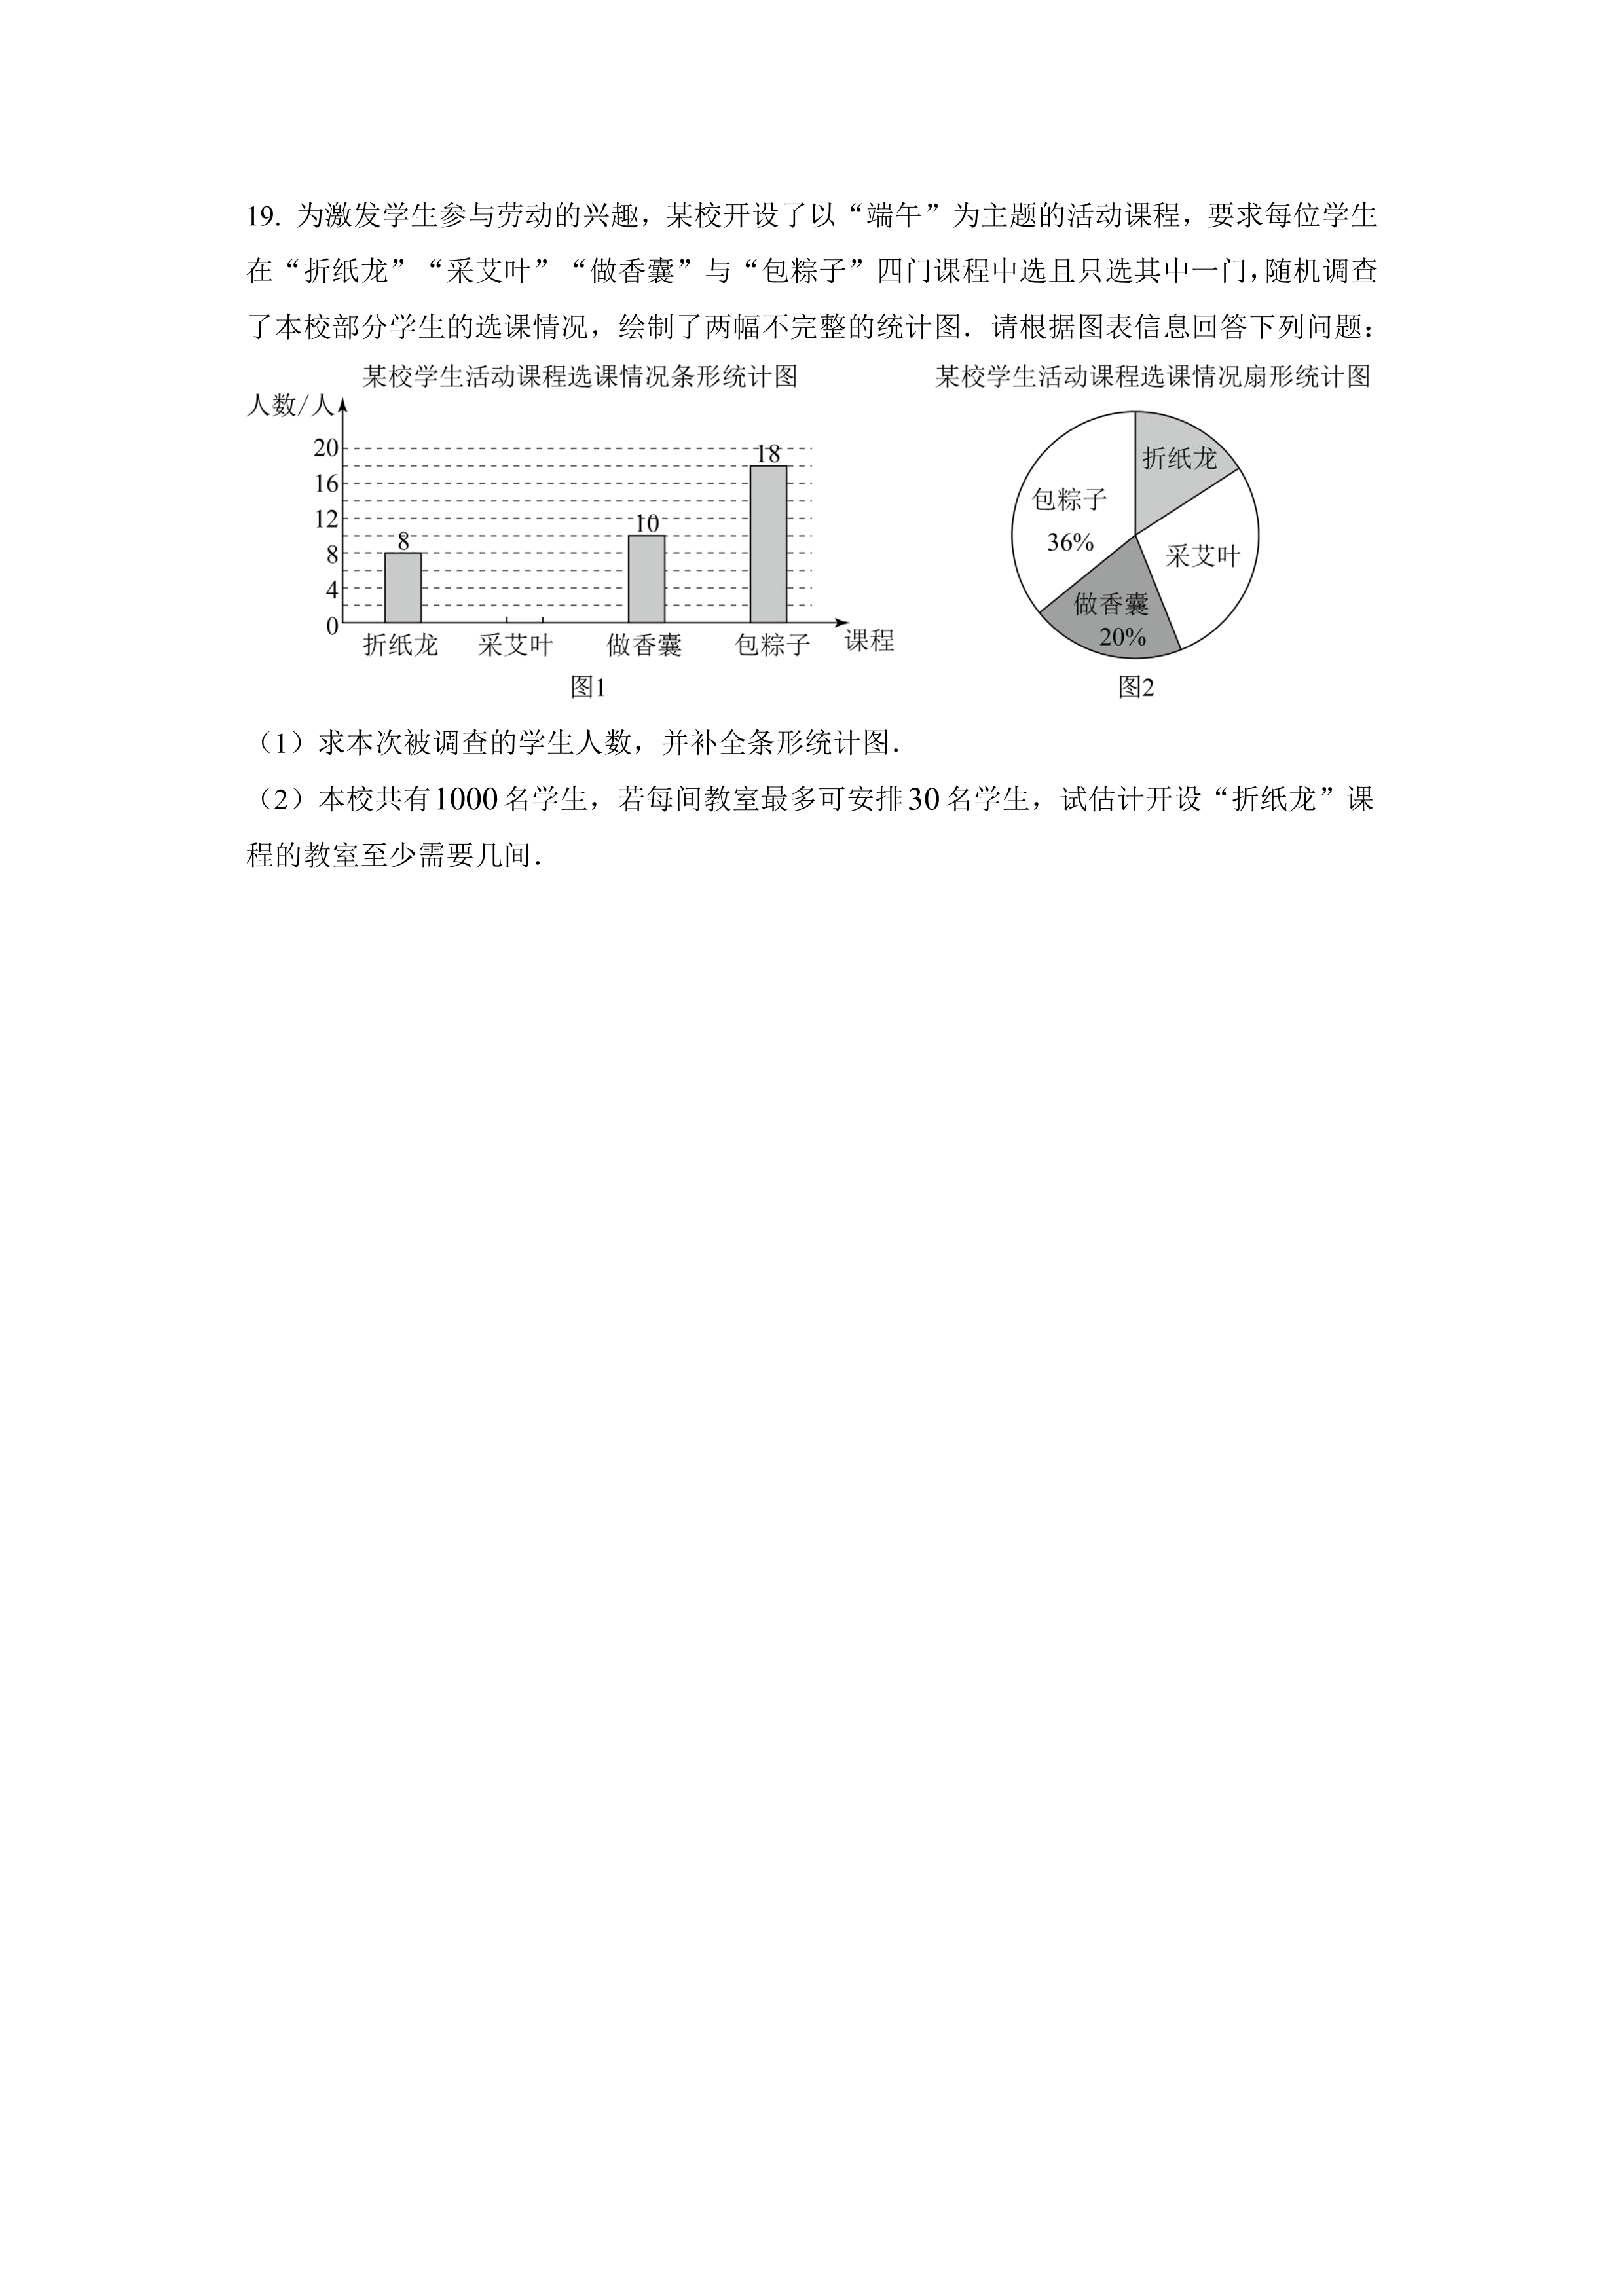 19. 为激发学生参与劳动的兴趣，某校开设了以“端午”为主题的活动课程，要求每位学生
在“折纸龙”“采艾叶”“做香囊”与“包粽子”四门课程中选且只选其中一门，随机调查
了本校部分学生的选课情况，绘制了两幅不完整的统计图．请根据图表信息回答下列问题：
某校学生活动课程选课情况条形统计图
人数/人
20
16
12
8
4
0
8
10
18
折纸龙 采艾叶 做香囊 包粽子 课程
图1
某校学生活动课程选课情况扇形统计图
折纸龙
包粽子
36%
采艾叶
做香囊
20%
图2
（1）求本次被调查的学生人数，并补全条形统计图．
（2）本校共有1000名学生，若每间教室最多可安排30名学生，试估计开设“折纸龙”课
程的教室至少需要几间．